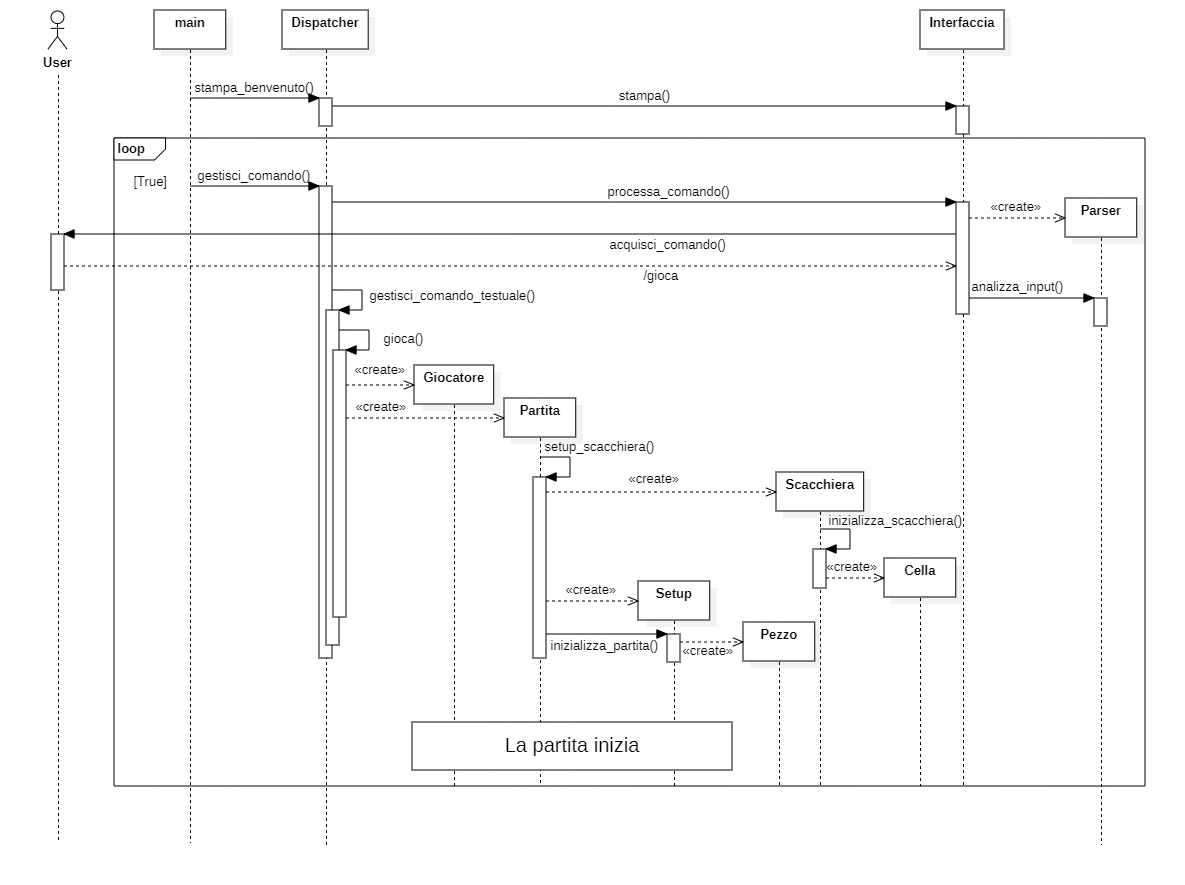 User
main
Dispatcher
Interfaccia
stampa_benvenuto()
stampa()
loop
[True]
gestisci_comando()
processa_comando()
«create»
Parser
acquisci_comando()
/gioca
analizza_input()
gestisci_comando_testuale()
gioca()
«create»
Giocatore
«create»
Partita
setup_scacchiera()
«create»
Scacchiera
inizializza_scacchiera()
«create»
Cella
«create»
Setup
inizializza_partita()
«create»
Pezzo
La partita inizia